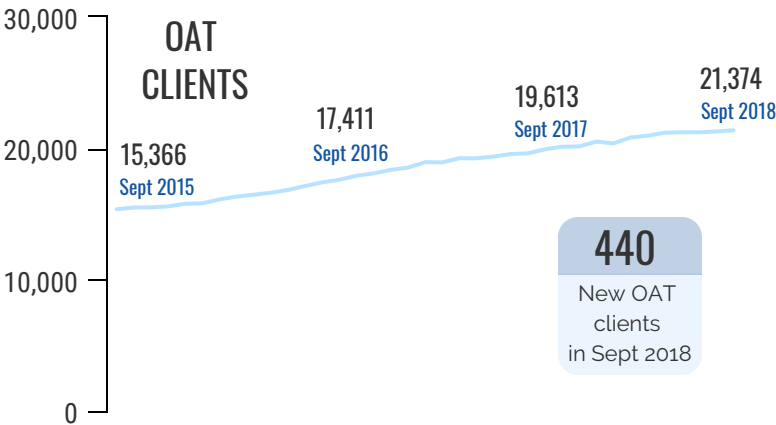 30,000
OAT
CLIENTS
21,374
Sept 2018
19,613
Sept 2017
17,411
Sept 2016
20,000
15,366
Sept 2015
440
New OAT
clients
in Sept 2018
10,000
0